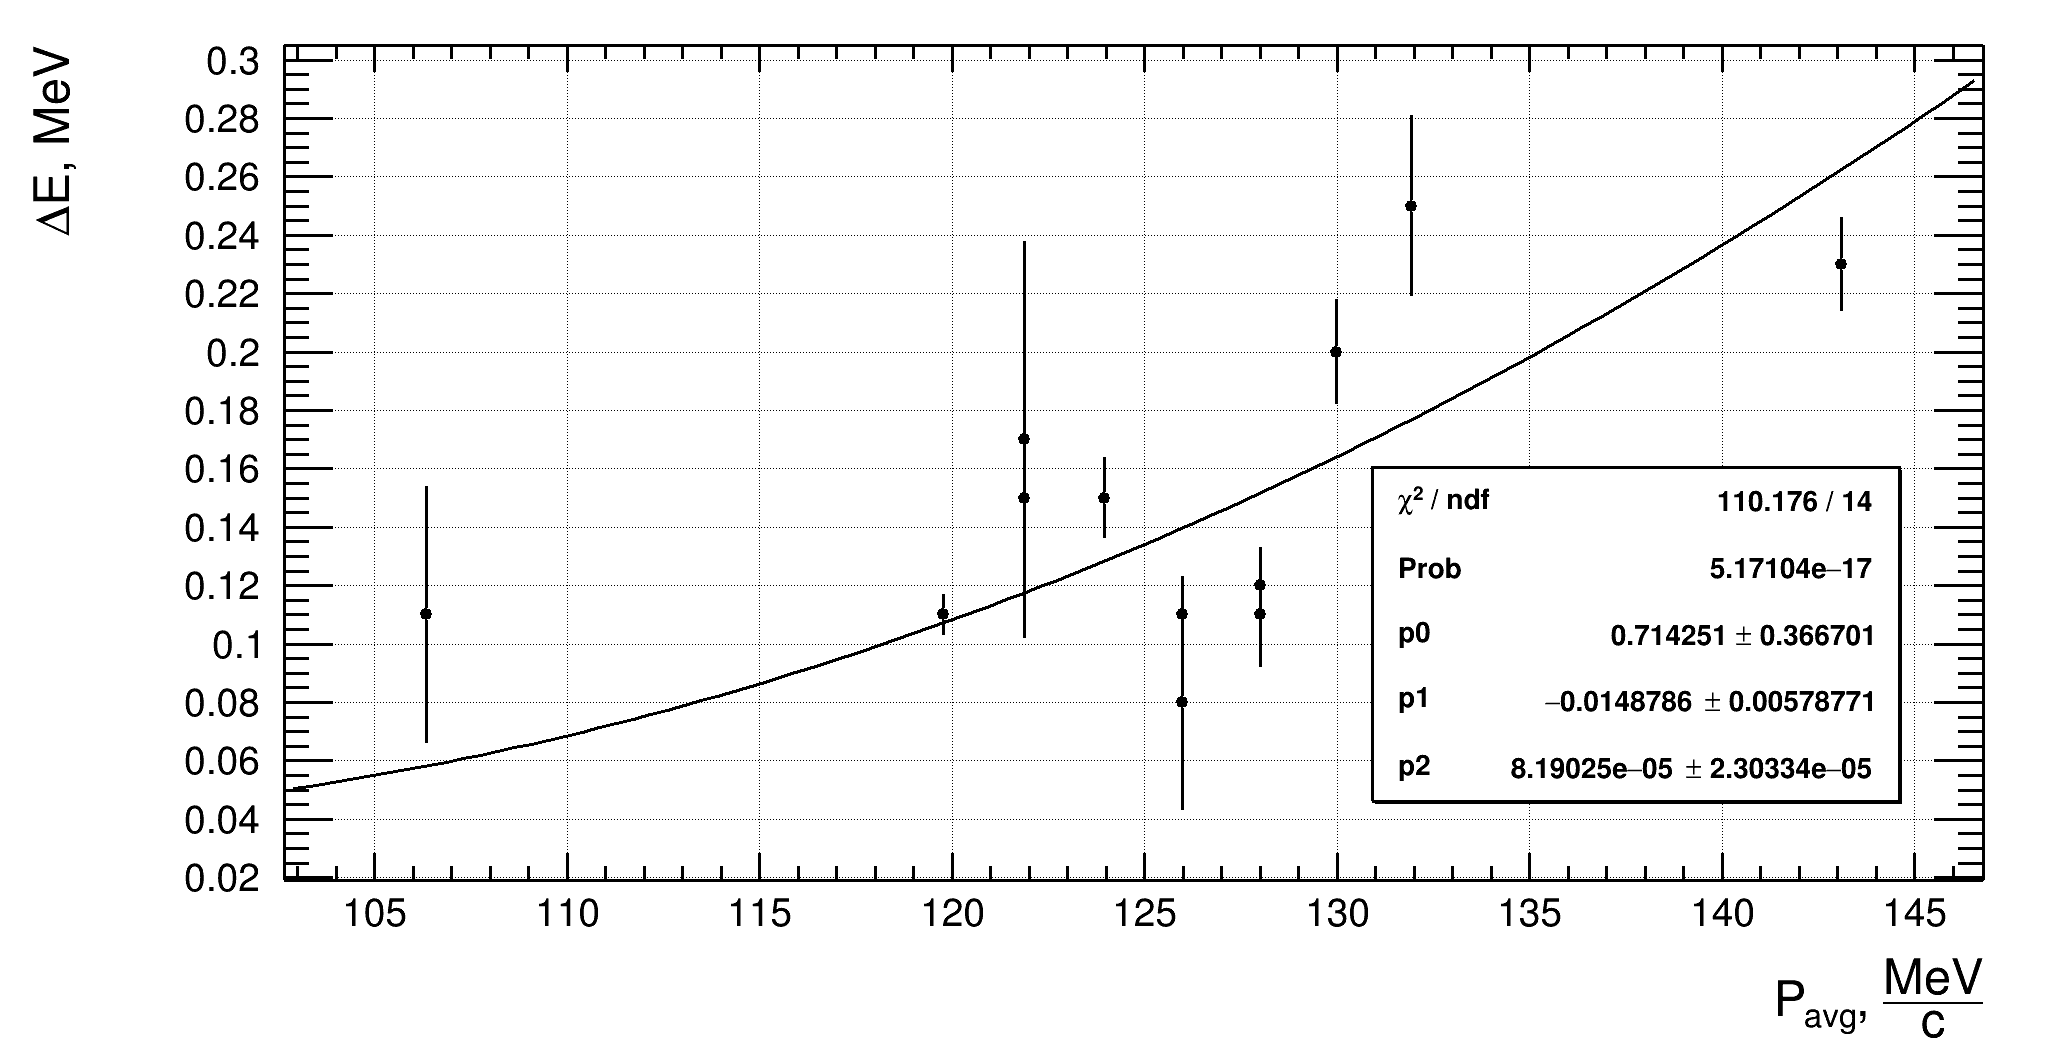 ΔE, MeV
0.3
0.28
0.26
0.24
0.22
0.2
0.18
0.16
0.14
0.12
0.1
0.08
0.06
0.04
0.02
χ² / ndf 110.176 / 14
Prob 5.17104e−17
p0 0.714251 ± 0.366701
p1 −0.0148786 ± 0.00578771
p2 8.19025e−05 ± 2.30334e−05
105 110 115 120 125 130 135 140 145
P_avg, MeV/c